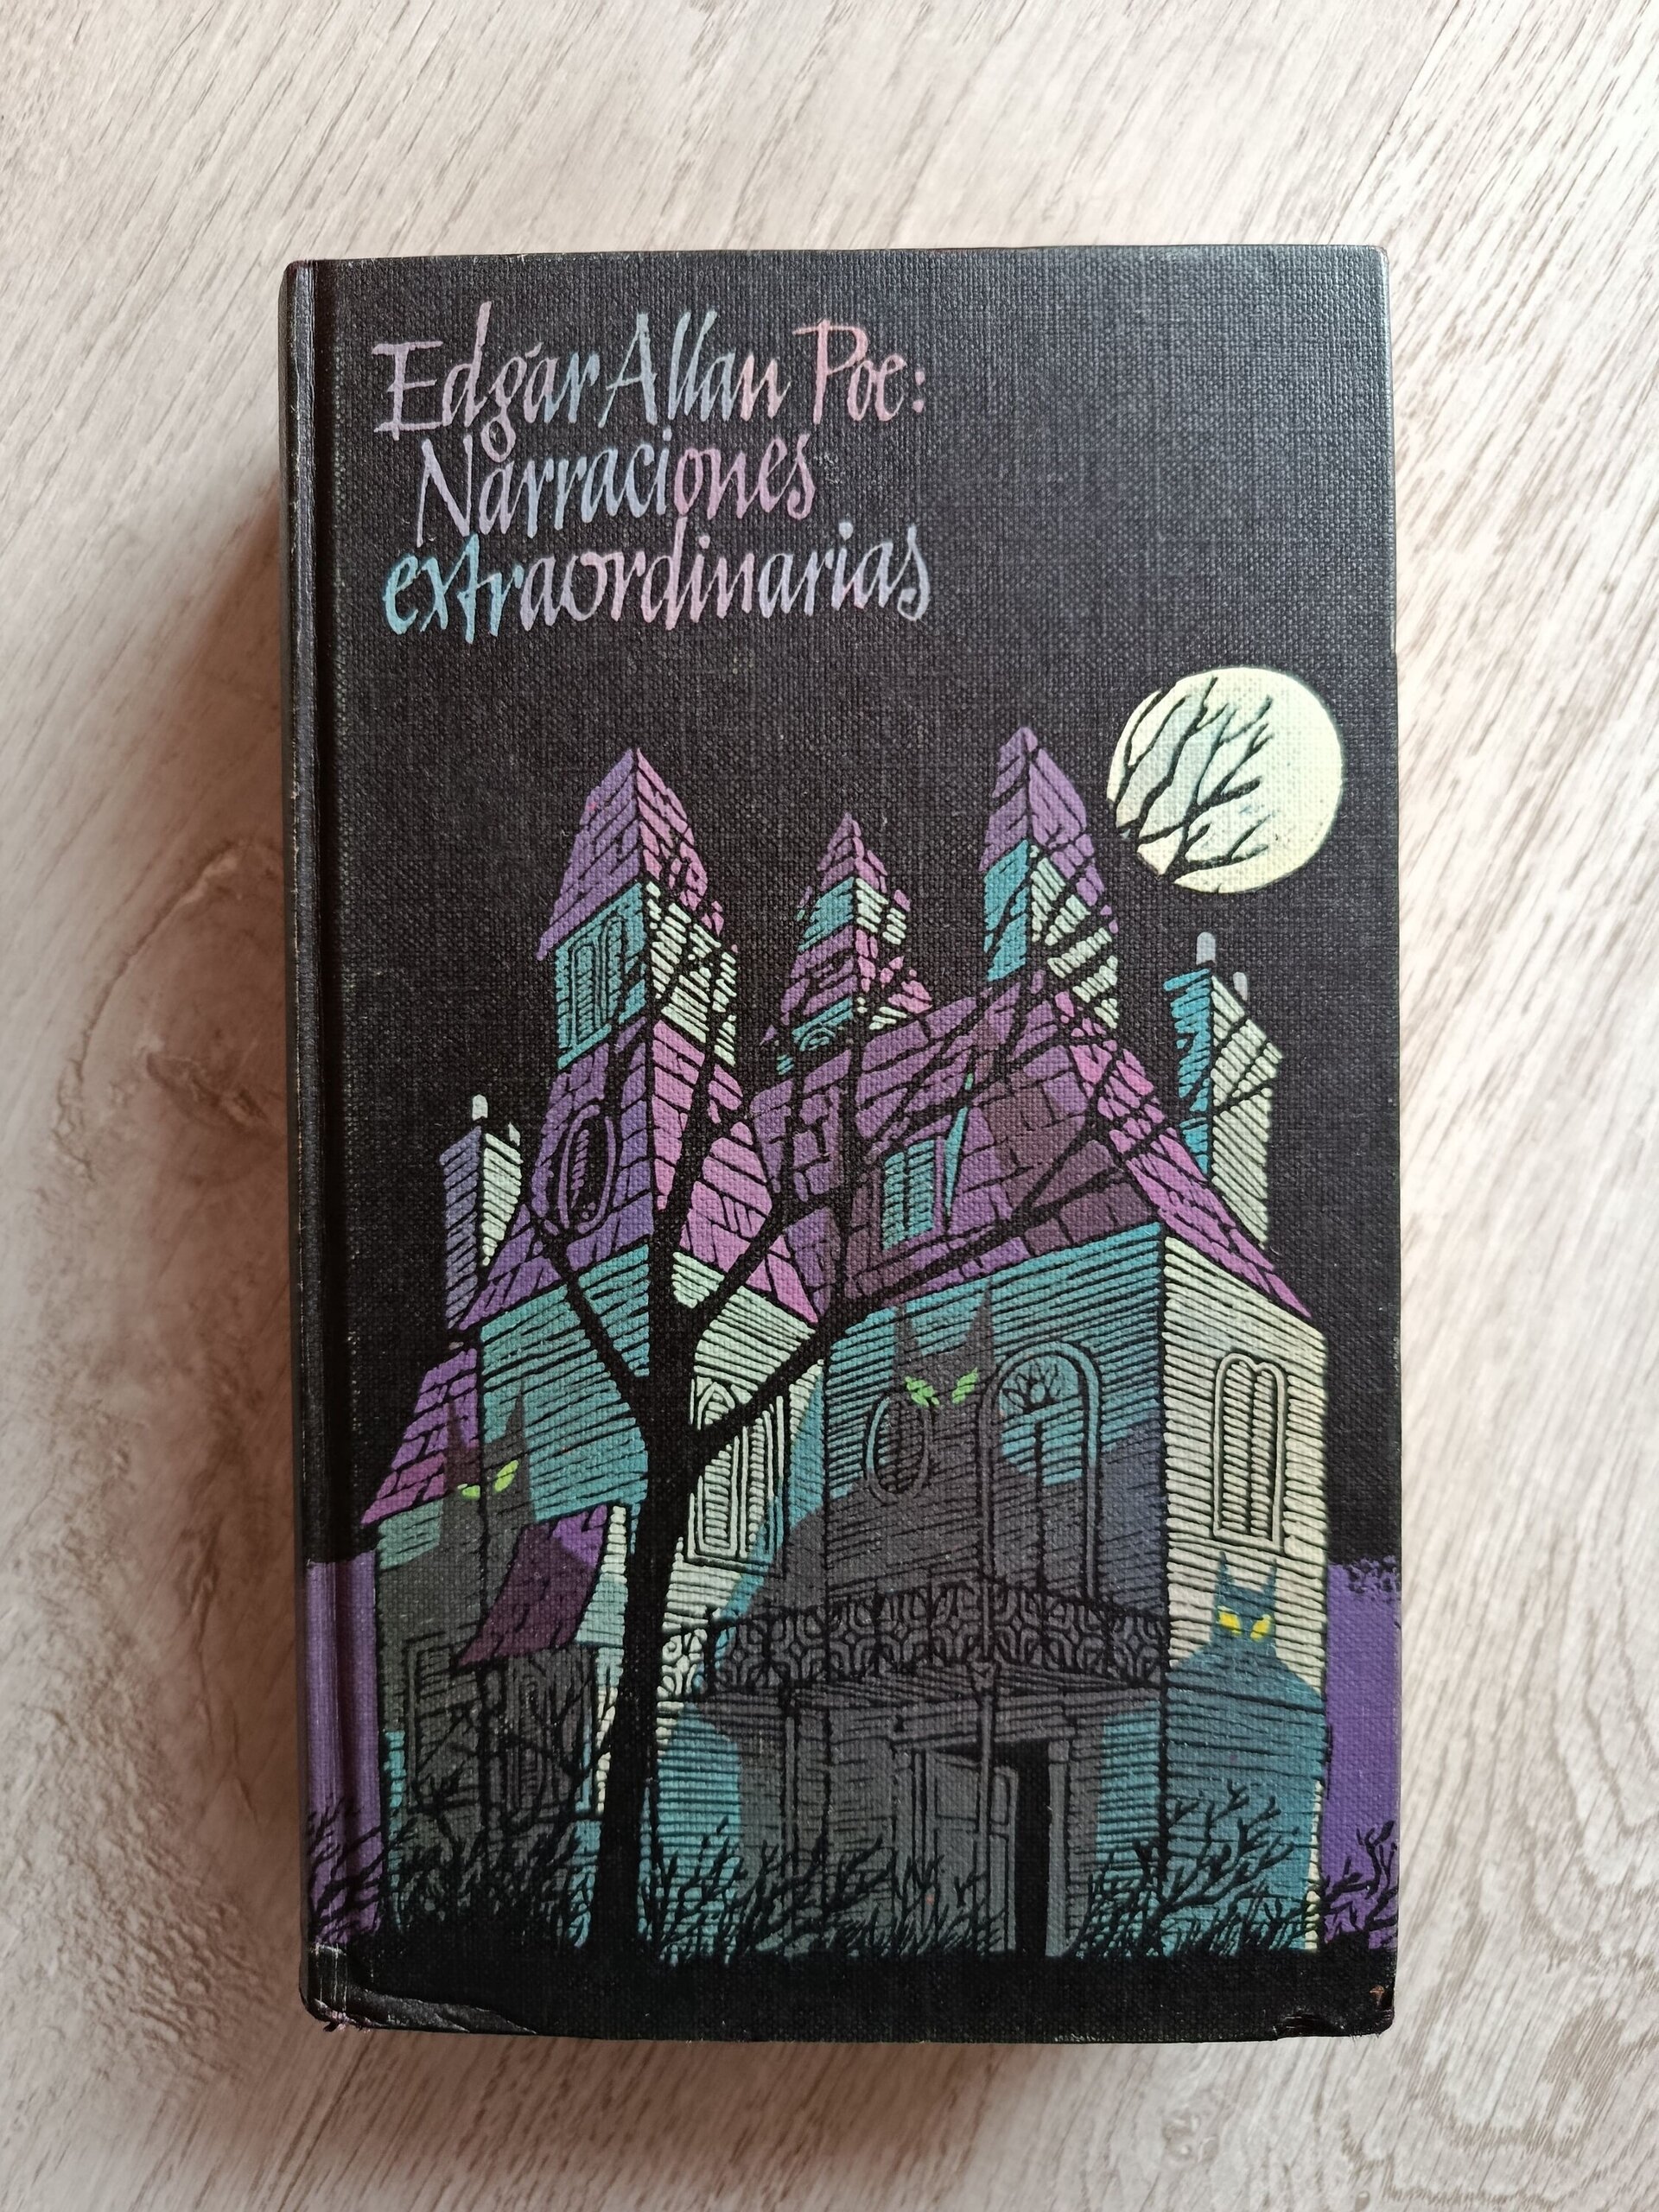 Edgar Allan Poe:
Narraciones
extraordinarias